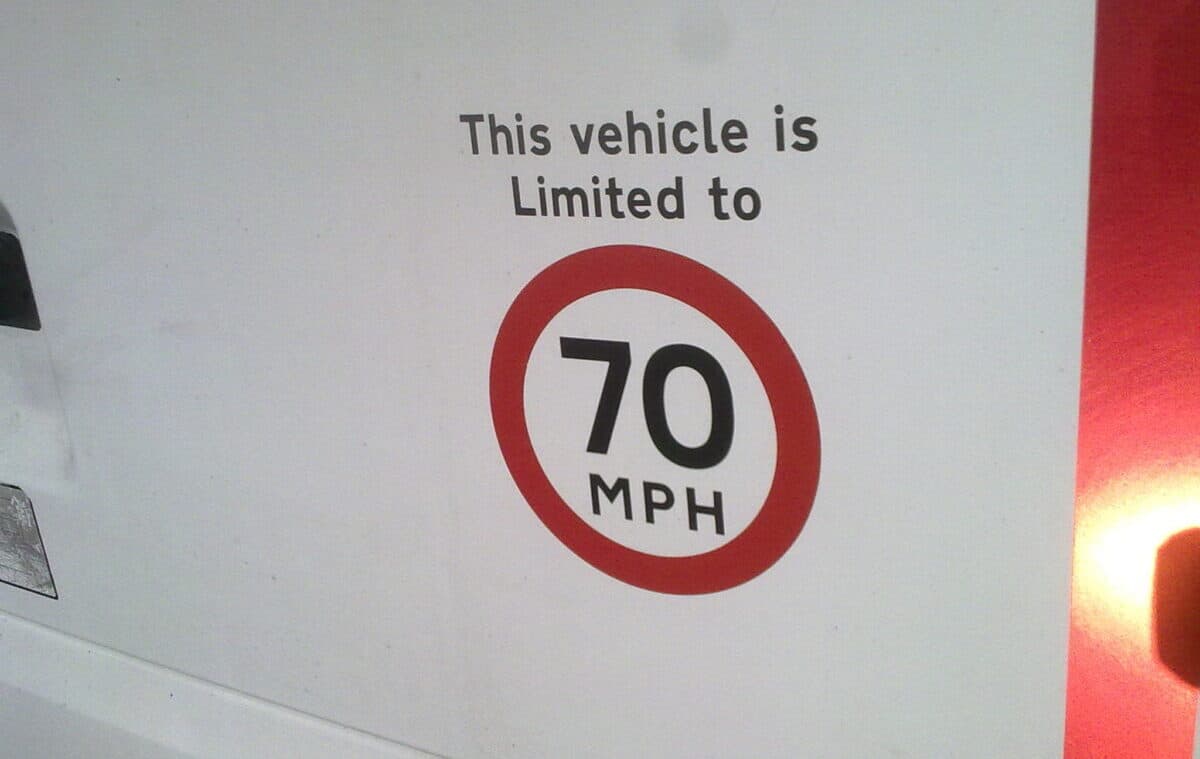 This vehicle is
Limited to
70
MPH